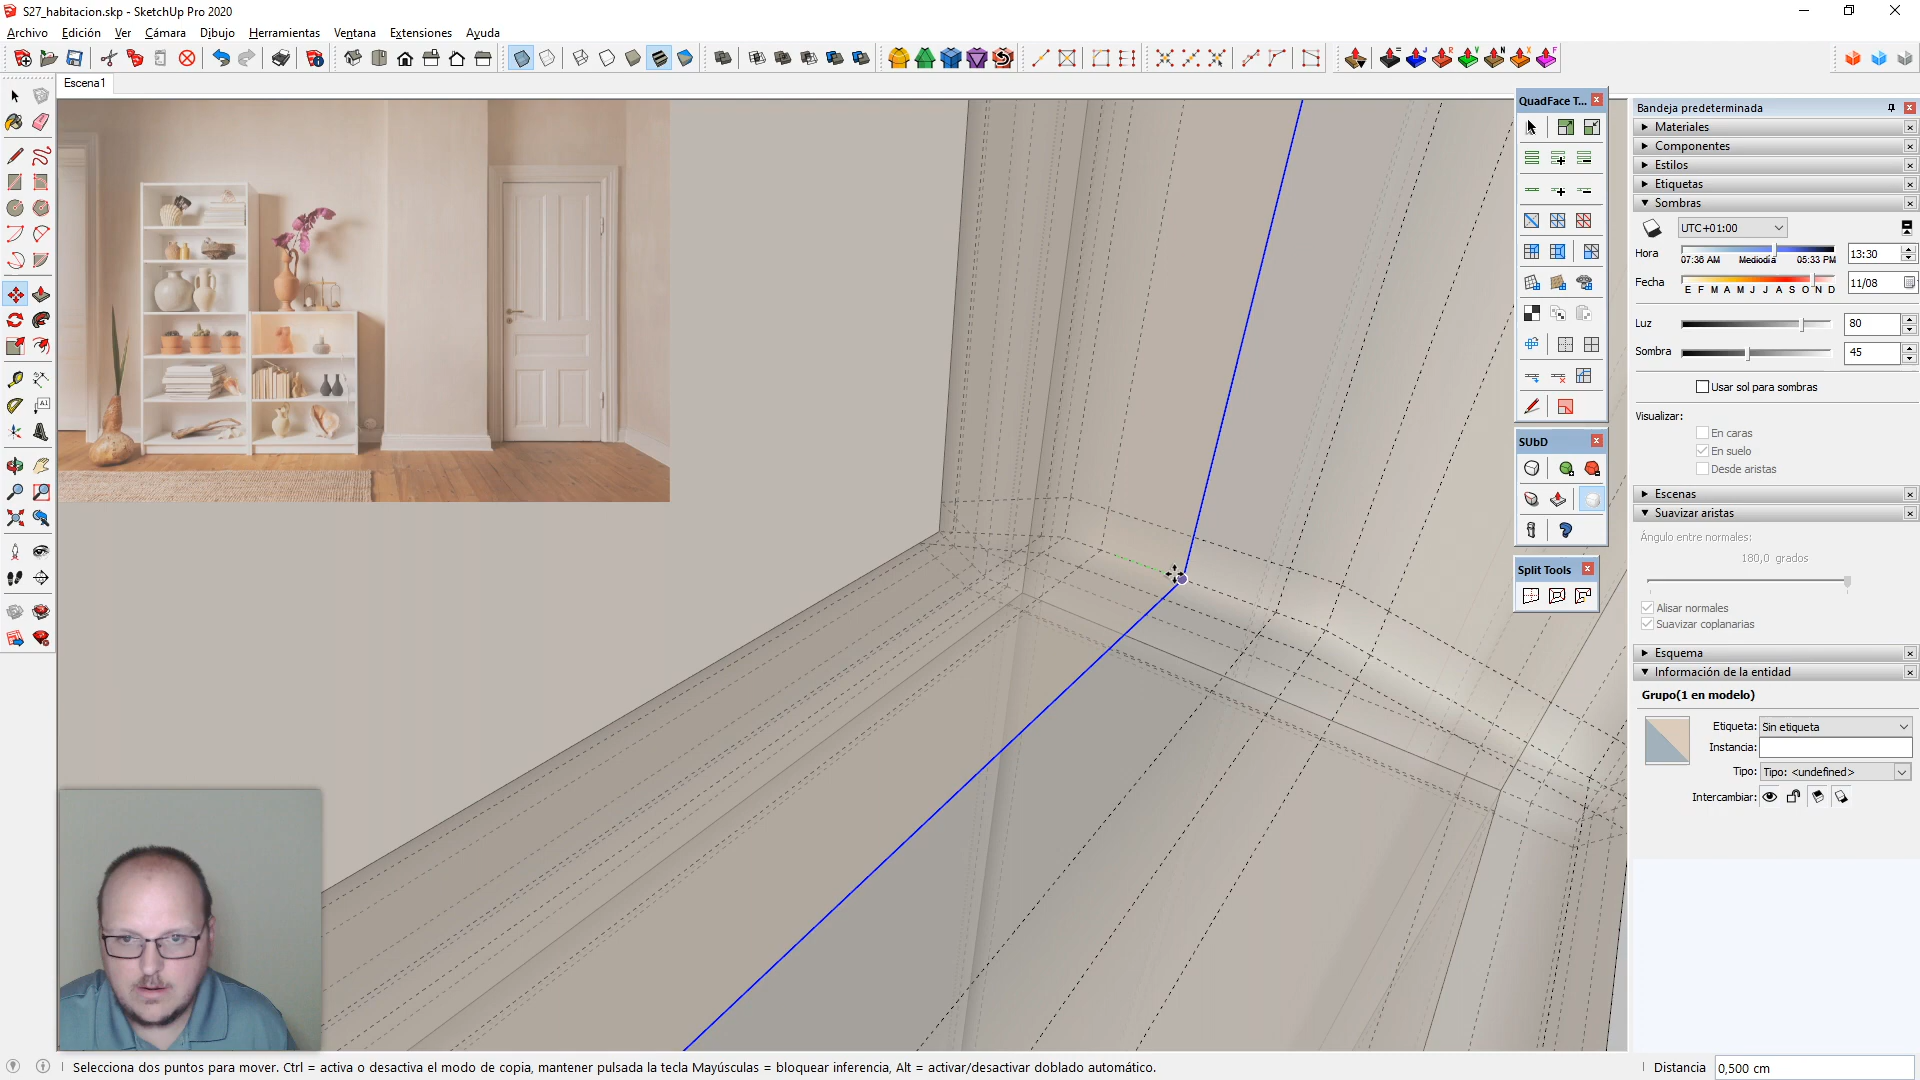 S27_habitacion.skp - SketchUp Pro 2020
Archivo Edición Ver Cámara Dibujo Herramientas Ventana Extensiones Ayuda
Escena1
QuadFace T...
SUbD
Split Tools
Bandeja predeterminada
Materiales
Componentes
Estilos
Etiquetas
Sombras
UTC+01:00
Hora
07:36 AM Mediodía 05:33 PM
13:30
Fecha
E F M A M J J A S O N D
11/08
Luz
80
Sombra
45
Usar sol para sombras
Visualizar:
En caras
En suelo
Desde aristas
Escenas
Suavizar aristas
Ángulo entre normales:
180,0 grados
Alisar normales
Suavizar coplanarias
Esquema
Información de la entidad
Grupo(1 en modelo)
Etiqueta: Sin etiqueta
Instancia:
Tipo: Tipo: <undefined>
Intercambiar:
Selecciona dos puntos para mover. Ctrl = activa o desactiva el modo de copia, mantener pulsada la tecla Mayúsculas = bloquear inferencia, Alt = activar/desactivar doblado automático.
Distancia 0,500 cm